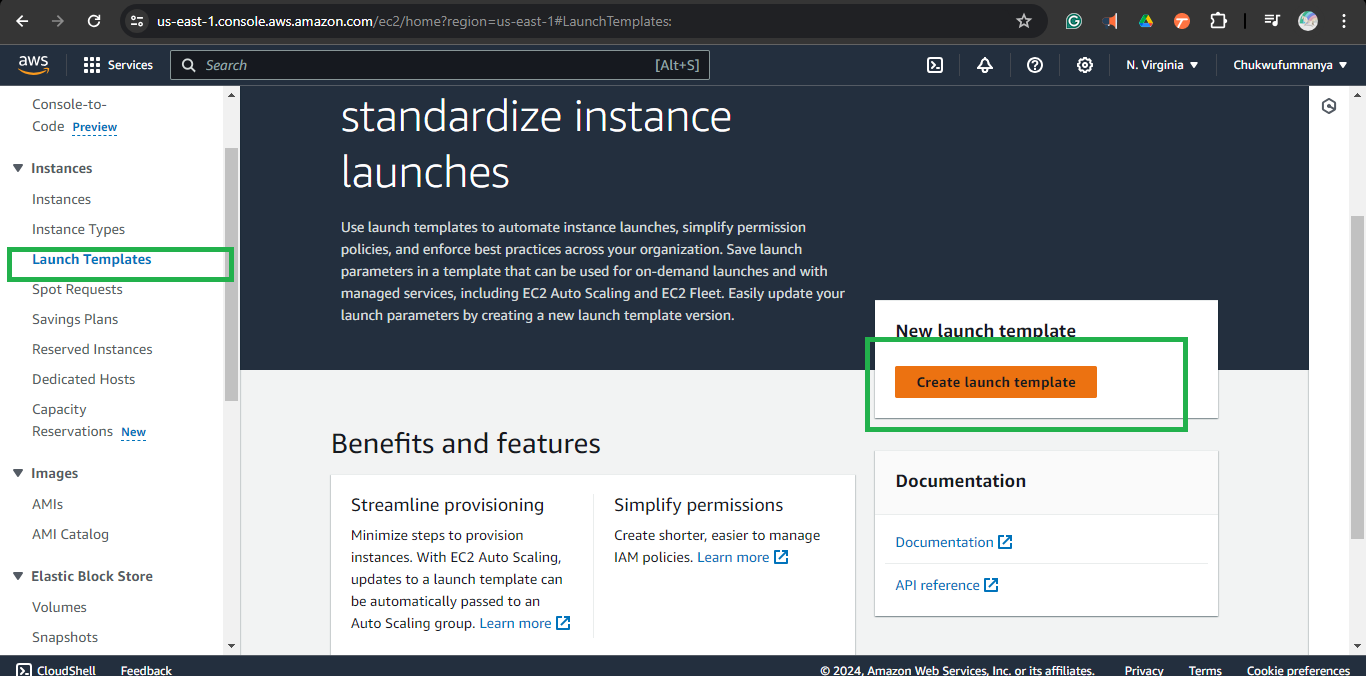 us-east-1.console.aws.amazon.com/ec2/home?region=us-east-1#LaunchTemplates:
aws
Services
Search
[Alt+S]
N. Virginia
Chukwufumnanya
Console-to-
Code Preview
Instances
Instances
Instance Types
Launch Templates
Spot Requests
Savings Plans
Reserved Instances
Dedicated Hosts
Capacity
Reservations New
Images
AMIs
AMI Catalog
Elastic Block Store
Volumes
Snapshots
standardize instance
launches
Use launch templates to automate instance launches, simplify permission
policies, and enforce best practices across your organization. Save launch
parameters in a template that can be used for on-demand launches and with
managed services, including EC2 Auto Scaling and EC2 Fleet. Easily update your
launch parameters by creating a new launch template version.
New launch template
Create launch template
Benefits and features
Streamline provisioning
Minimize steps to provision
instances. With EC2 Auto Scaling,
updates to a launch template can
be automatically passed to an
Auto Scaling group. Learn more
Simplify permissions
Create shorter, easier to manage
IAM policies. Learn more
Documentation
Documentation
API reference
CloudShell
Feedback
© 2024, Amazon Web Services, Inc. or its affiliates.
Privacy
Terms
Cookie preferences